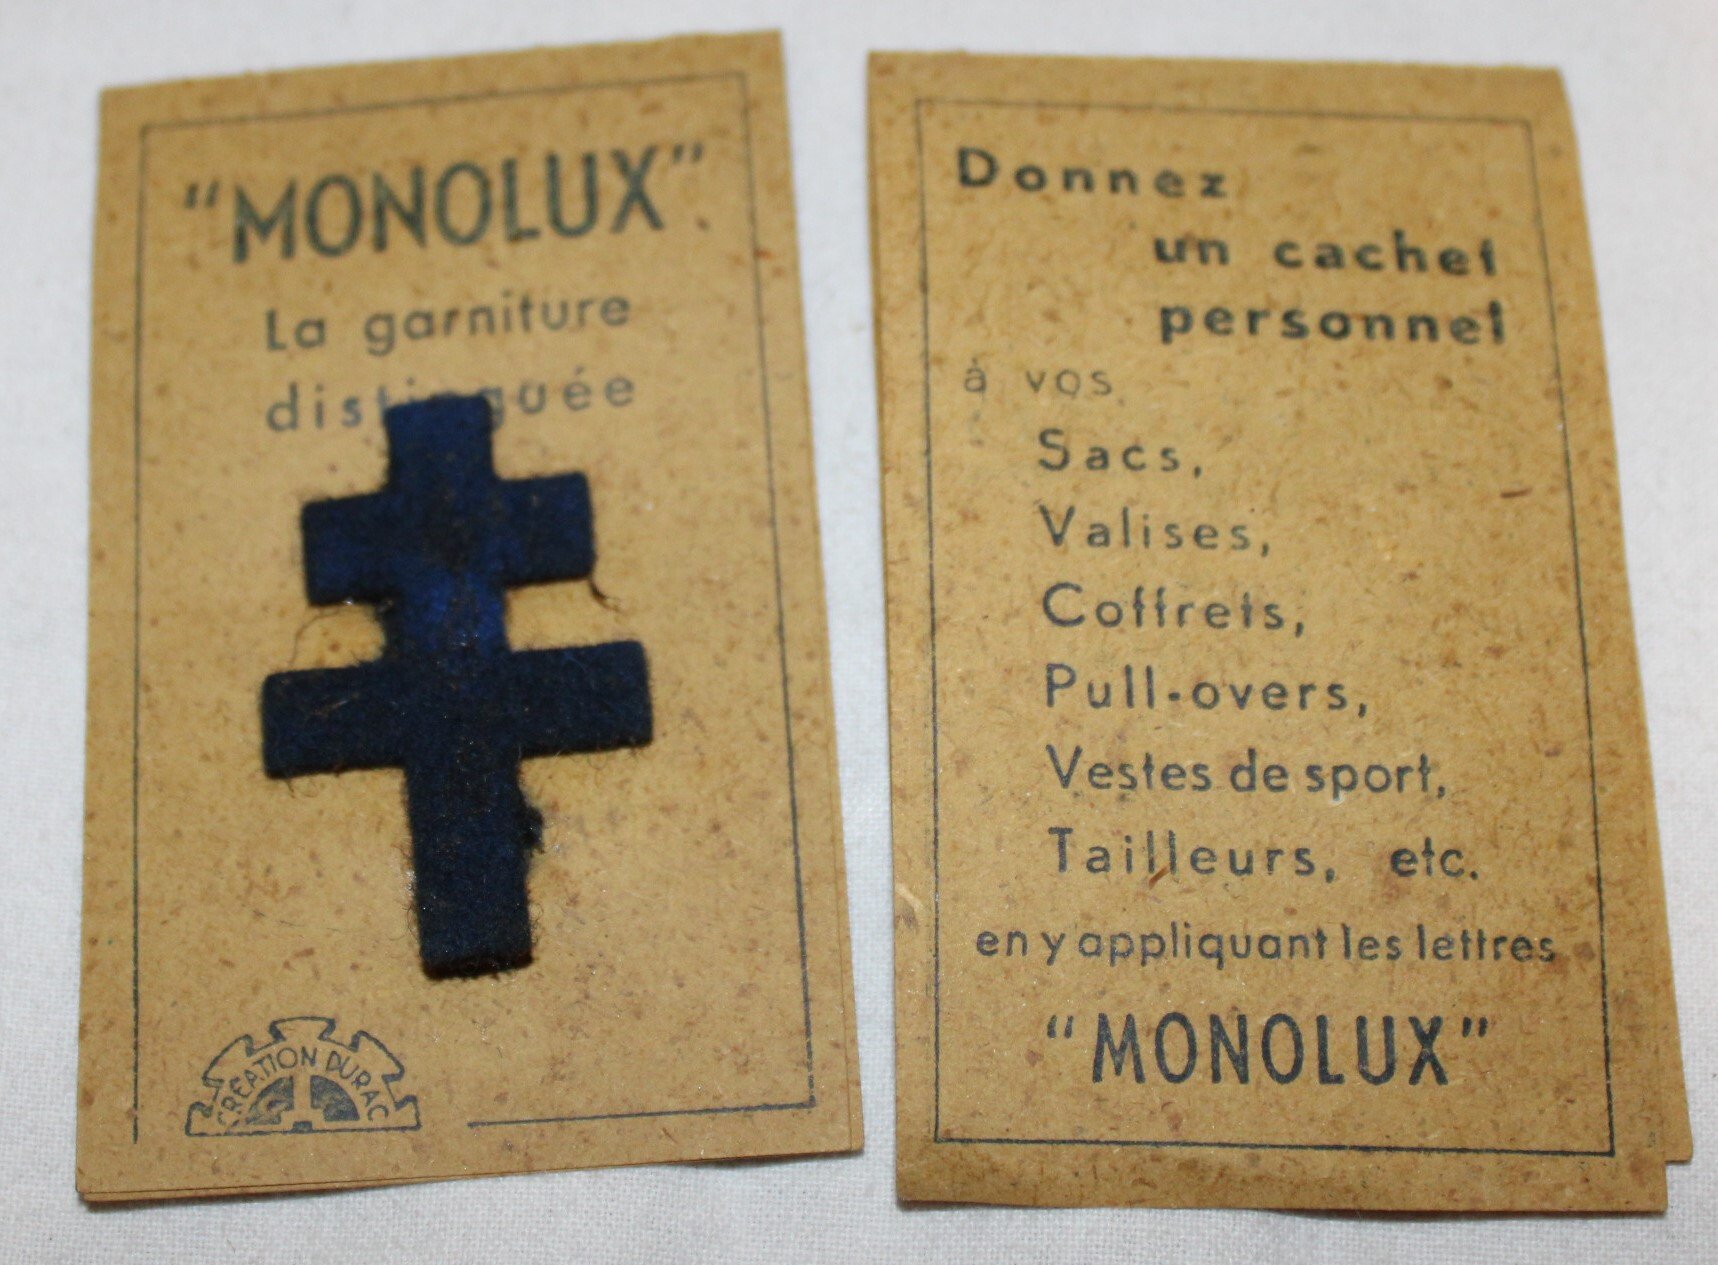 "MONOLUX"
La garniture
distinguée
CRÉATION DURAC
Donnez
un cachet
personnel
à vos
Sacs,
Valises,
Coffrets,
Pull-overs,
Vestes de sport,
Tailleurs, etc.
en y appliquant les lettres
"MONOLUX"